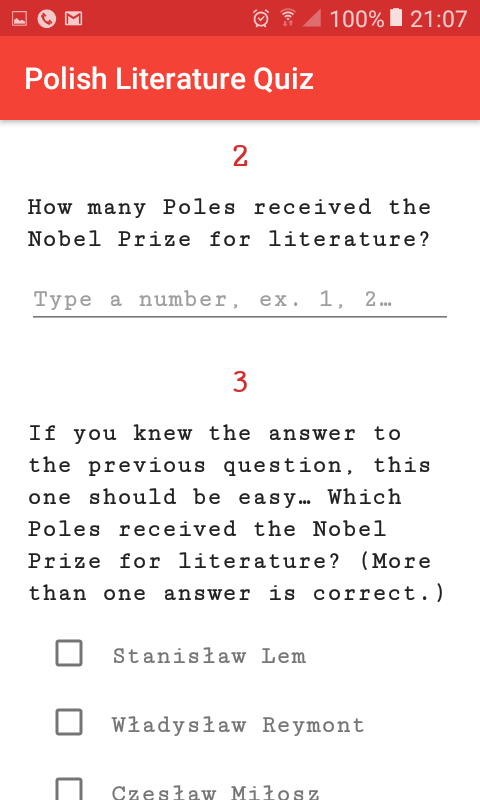 100% 21:07
Polish Literature Quiz
2
How many Poles received the
Nobel Prize for literature?
Type a number, ex. 1, 2…
3
If you knew the answer to
the previous question, this
one should be easy… Which
Poles received the Nobel
Prize for literature? (More
than one answer is correct.)
Stanisław Lem
Władysław Reymont
Czesław Miłosz